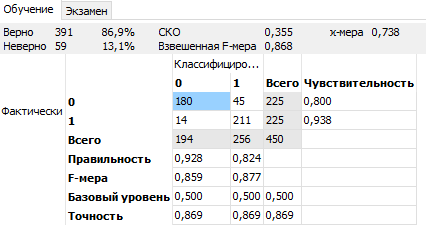 Обучение Экзамен
Верно 391 86,9% СКО 0,355 x-мера 0,738
Неверно 59 13,1% Взвешенная F-мера 0,868
Классифициро...
0 1 Всего Чувствительность
Фактически
0 180 45 225 0,800
1 14 211 225 0,938
Всего 194 256 450
Правильность 0,928 0,824
F-мера 0,859 0,877
Базовый уровень 0,500 0,500 0,500
Точность 0,869 0,869 0,869